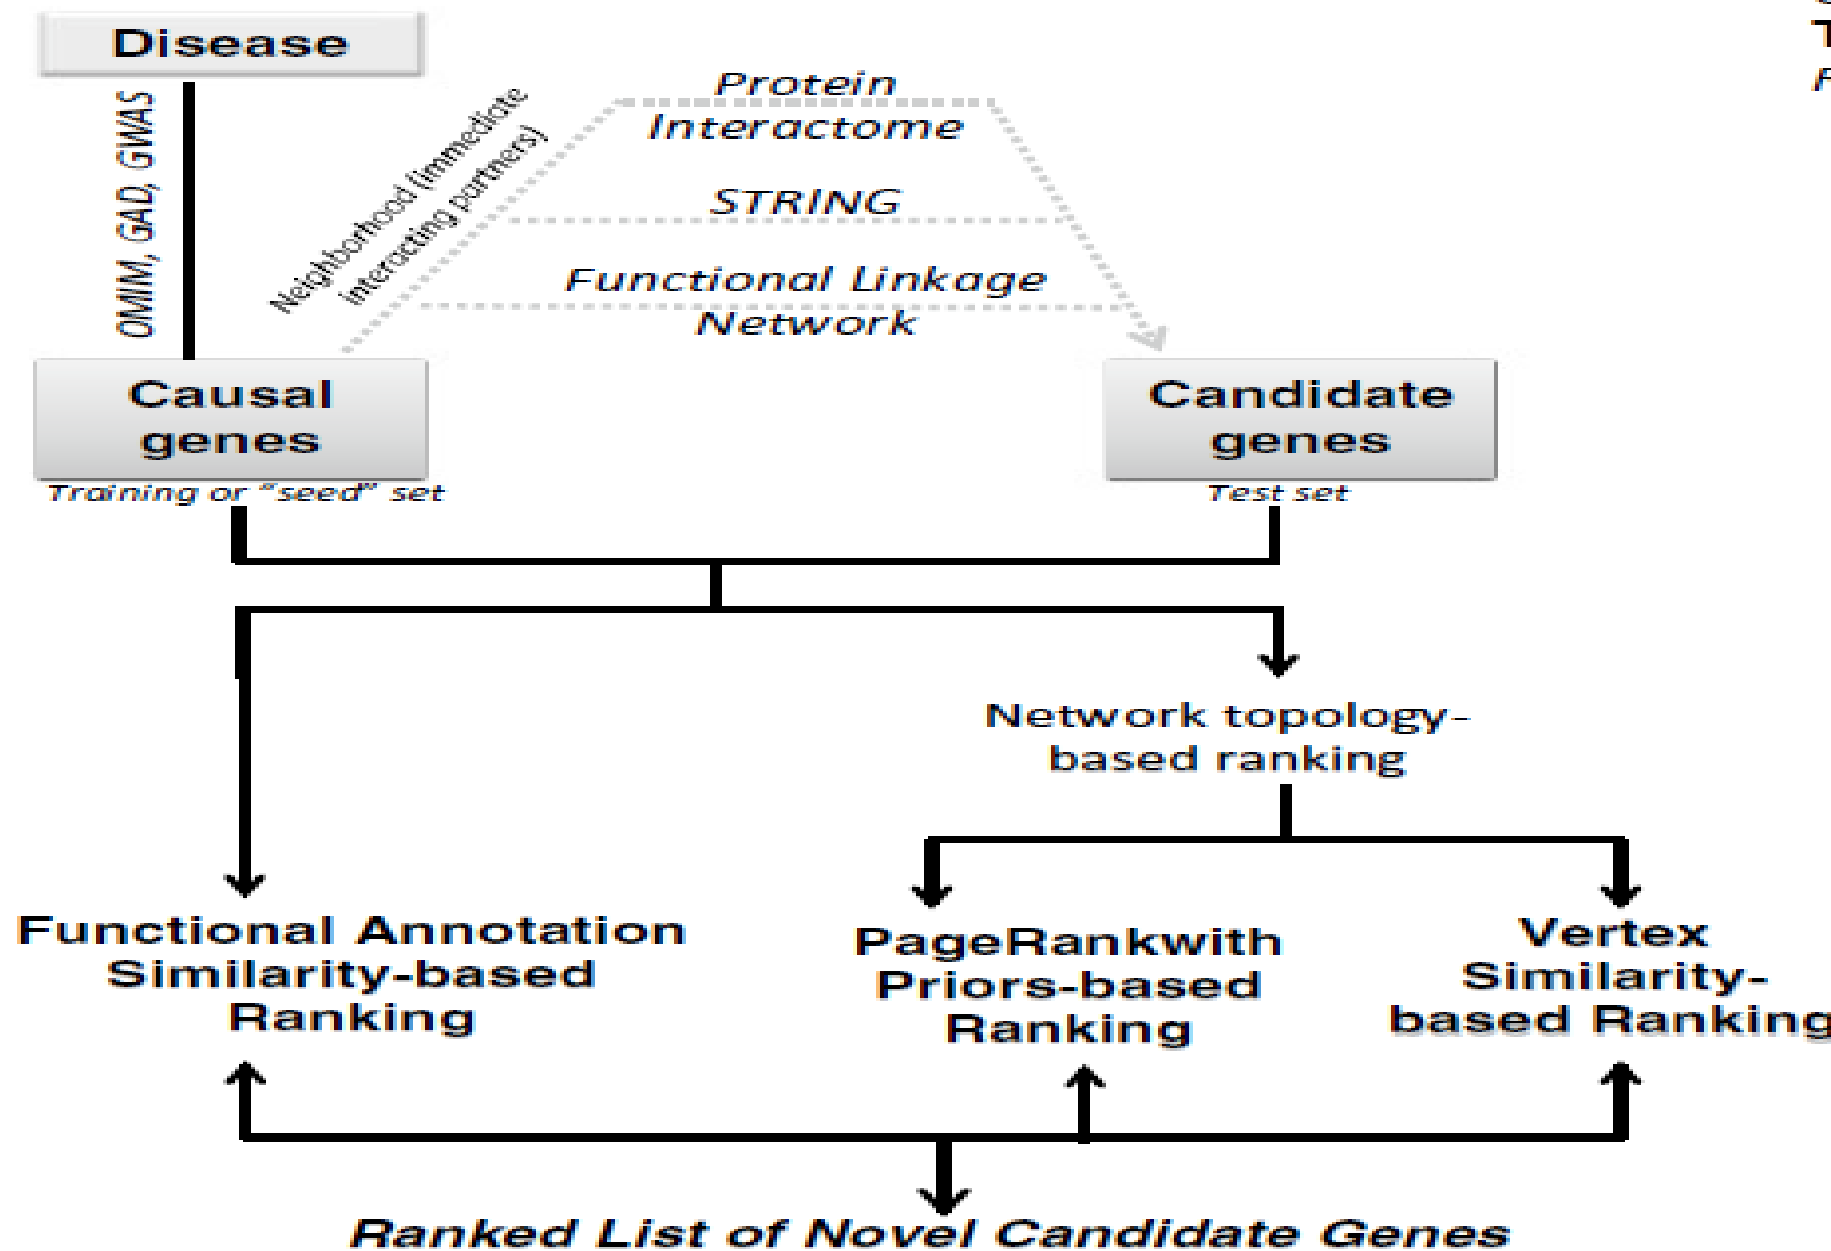 Disease
OMIM, GAD, GWAS
Neighborhood (immediate
interacting partners)
Protein
Interactome
STRING
Functional Linkage
Network
Causal
genes
Training or “seed” set
Candidate
genes
Test set
Network topology-
based ranking
Functional Annotation
Similarity-based
Ranking
PageRankwith
Priors-based
Ranking
Vertex
Similarity-
based Ranking
Ranked List of Novel Candidate Genes